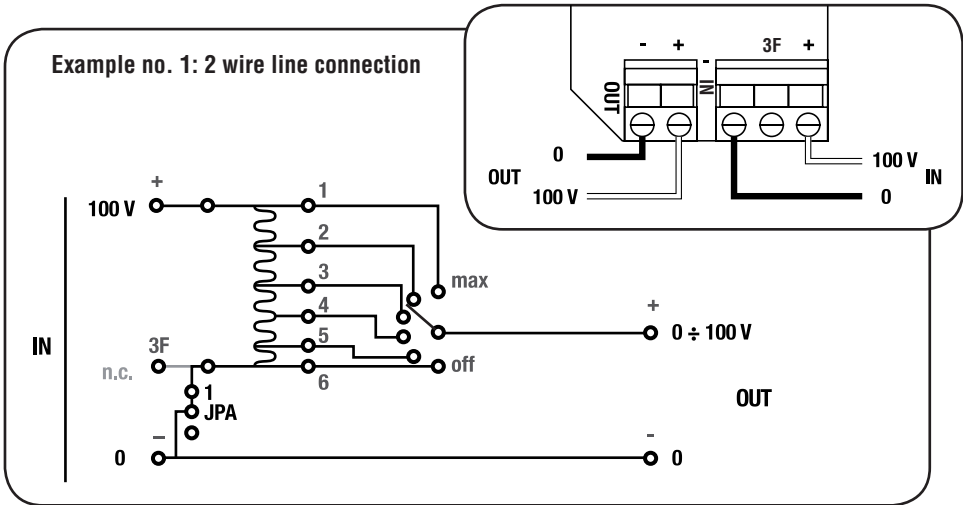 Example no. 1: 2 wire line connection
- +
-
3F +
OUT
IN
0
OUT
100 V
100 V
IN
0
+
100 V
1
2
3
4
5
6
max
off
+
0 ÷ 100 V
IN
3F
n.c.
1
JPA
OUT
–
0
-
0